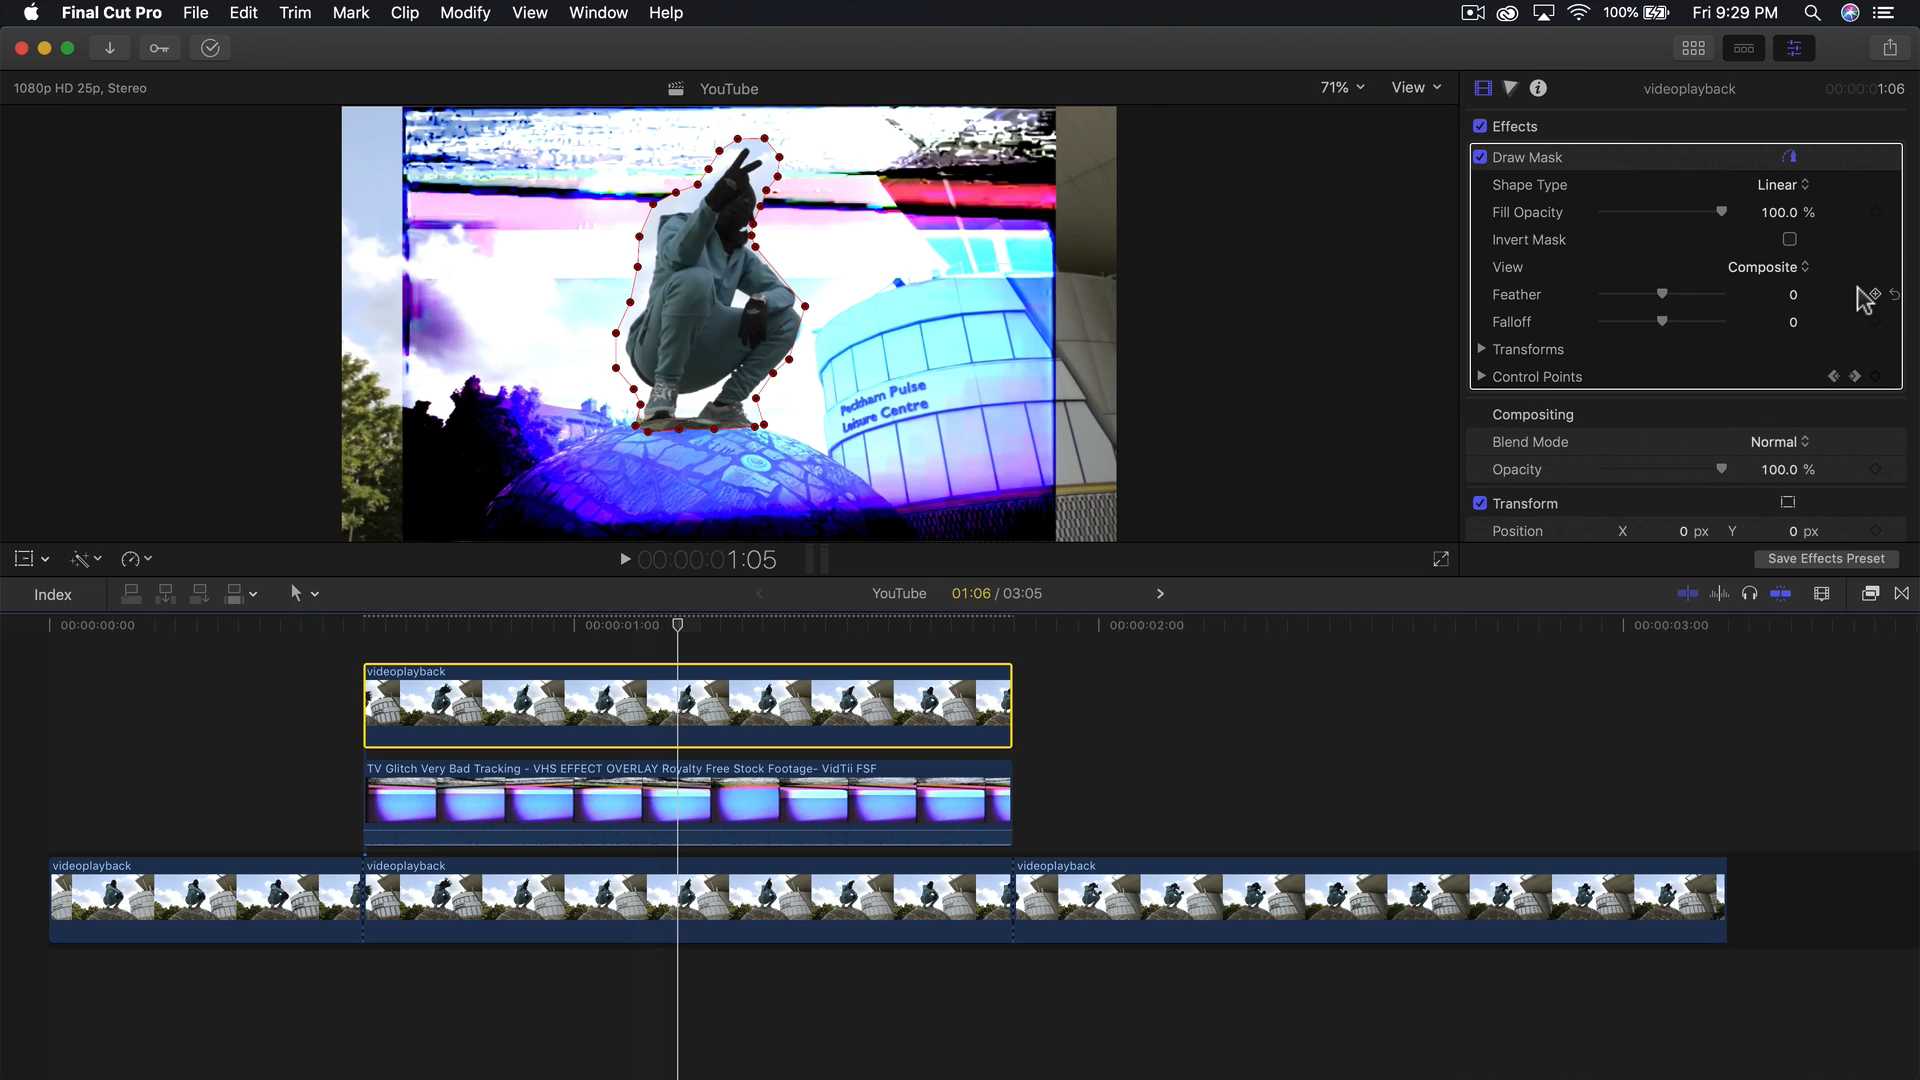 Final Cut Pro File Edit Trim Mark Clip Modify View Window Help 100% Fri 9:29 PM
1080p HD 25p, Stereo YouTube 71% View videoplayback 00:00:01:06
Effects
Draw Mask
Shape Type Linear
Fill Opacity 100.0 %
Invert Mask
View Composite
Feather 0
Falloff 0
Transforms
Control Points
Compositing
Blend Mode Normal
Opacity 100.0 %
Transform
Position X 0 px Y 0 px
Peckham Pulse
Leisure Centre
00:00:01:05 Save Effects Preset
Index YouTube 01:06 / 03:05
00:00:00:00 00:00:01:00 00:00:02:00 00:00:03:00
videoplayback
TV Glitch Very Bad Tracking - VHS EFFECT OVERLAY Royalty Free Stock Footage- VidTii FSF
videoplayback videoplayback videoplayback